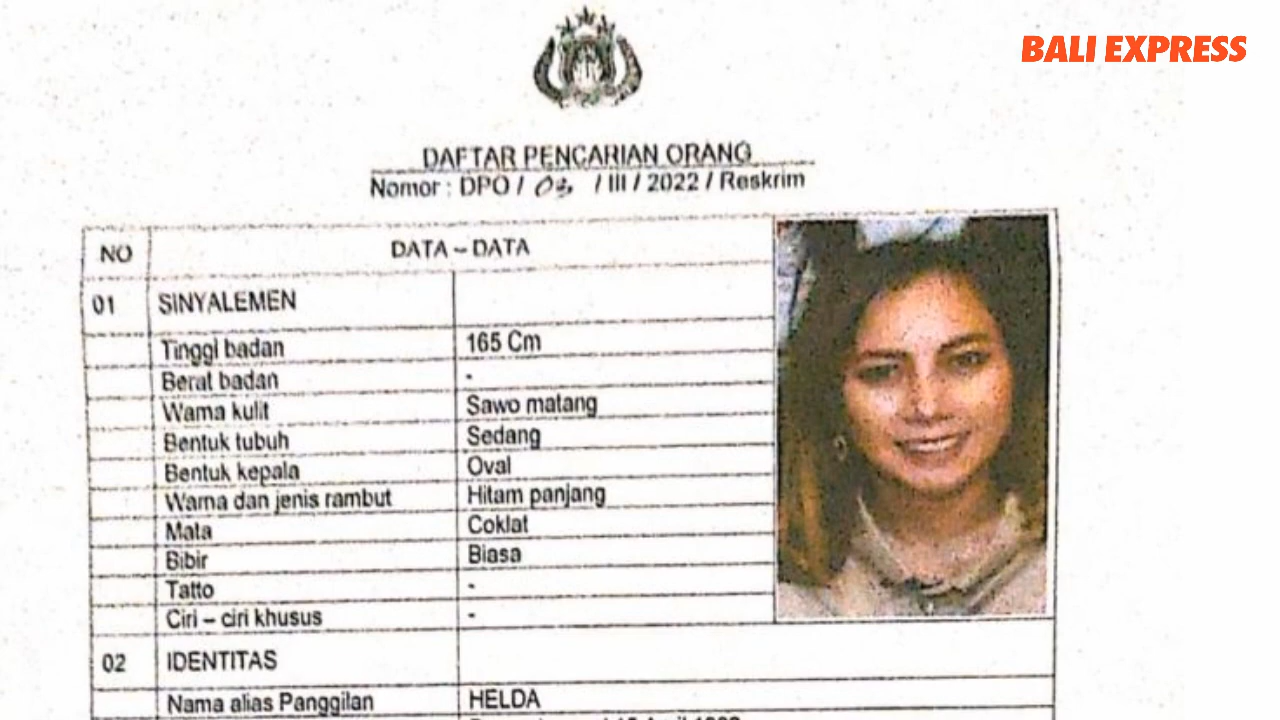 BALI EXPRESS
DAFTAR PENCARIAN ORANG
Nomor : DPO / 03 / III / 2022 / Reskrim
NO DATA – DATA
01 SINYALEMEN
Tinggi badan 165 Cm
Berat badan -
Warna kulit Sawo matang
Bentuk tubuh Sedang
Bentuk kepala Oval
Warna dan jenis rambut Hitam panjang
Mata Coklat
Bibir Biasa
Tatto -
Ciri – ciri khusus -
02 IDENTITAS
Nama alias Panggilan HELDA